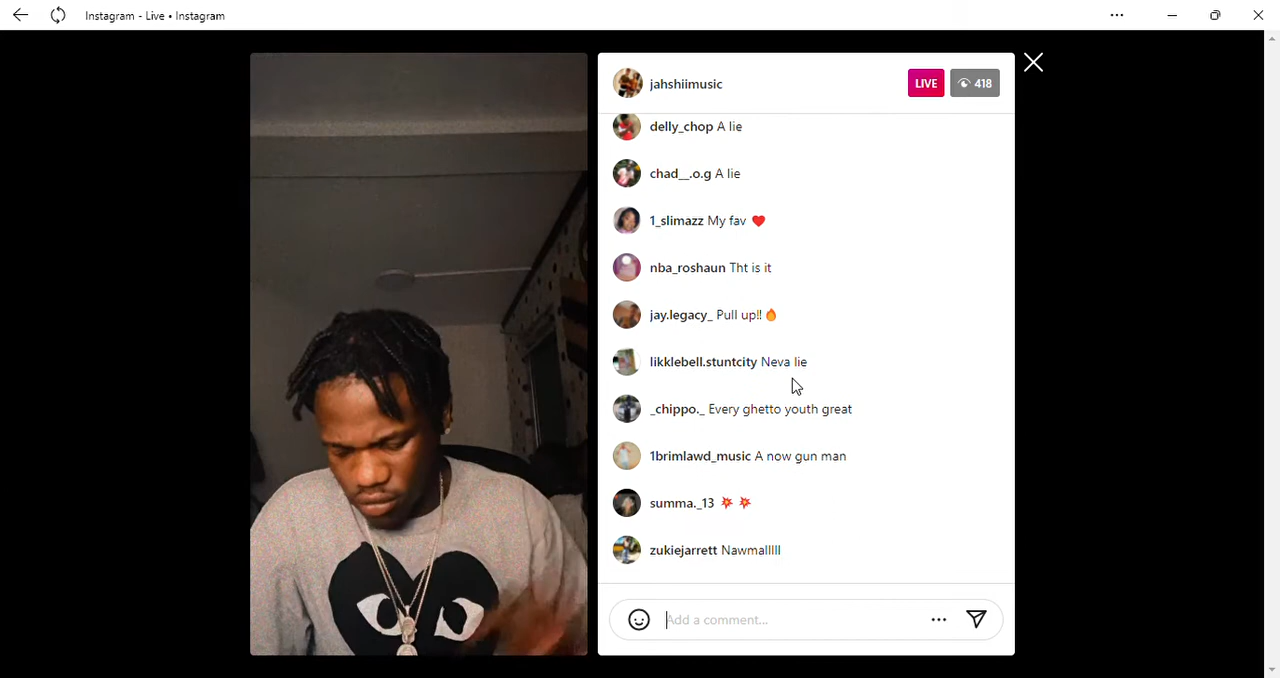 Instagram - Live • Instagram
jahshiimusic
LIVE
418
delly_chop A lie
chad__.o.g A lie
1_slimazz My fav ❤️
nba_roshaun Tht is it
jay.legacy_ Pull up!! 🔥
likklebell.stuntcity Neva lie
_chippo._ Every ghetto youth great
1brimlawd_music A now gun man
summa._13 💥 💥
zukiejarrett Nawmalllll
Add a comment...